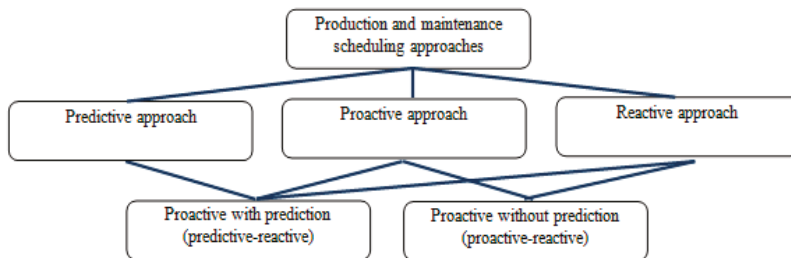 Production and maintenance
scheduling approaches
Predictive approach
Proactive approach
Reactive approach
Proactive with prediction
(predictive-reactive)
Proactive without prediction
(proactive-reactive)